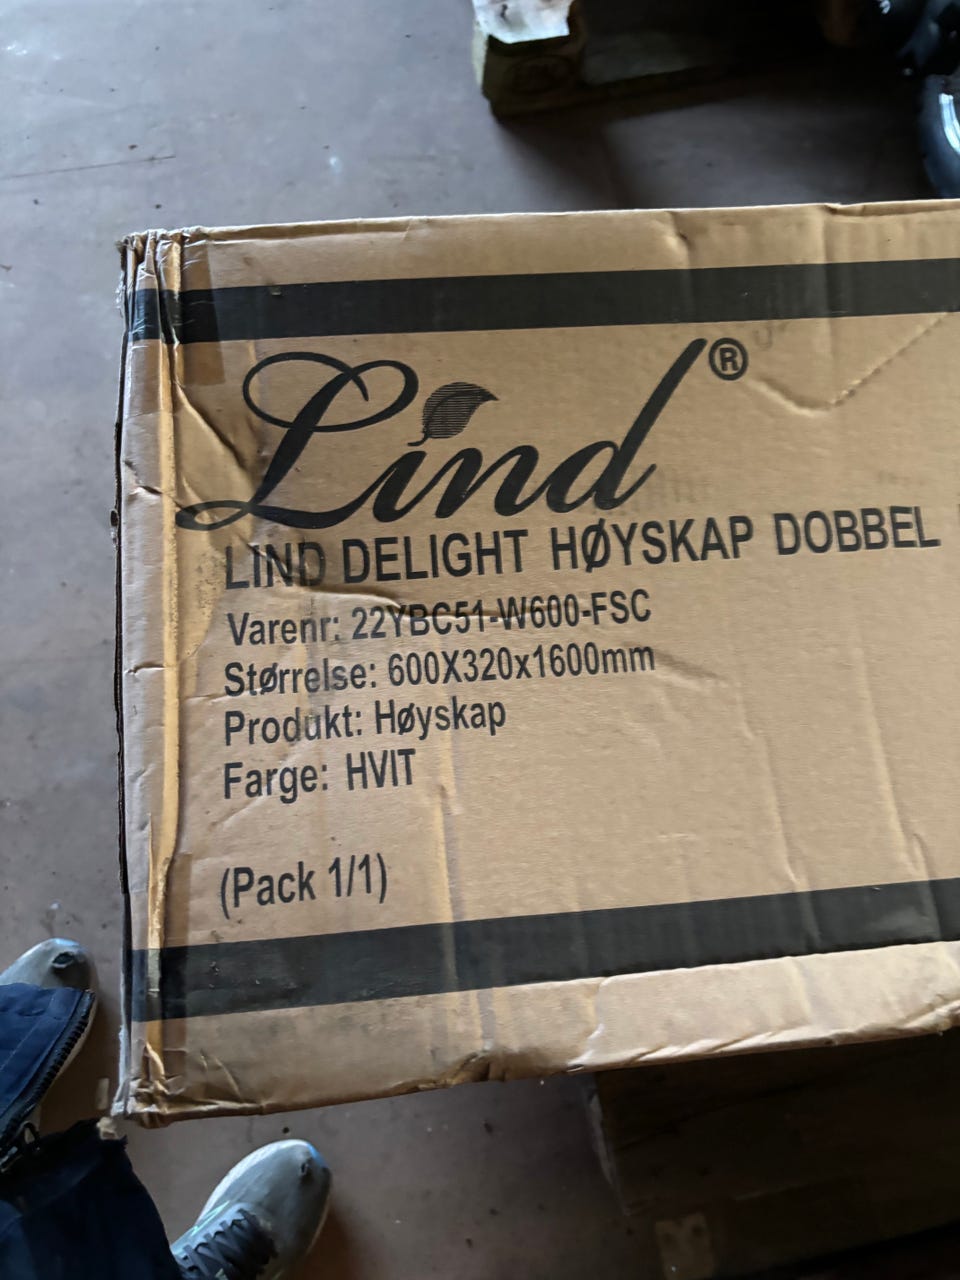 Lind®
LIND DELIGHT HØYSKAP DOBBEL
Varenr: 22YBC51-W600-FSC
Størrelse: 600X320x1600mm
Produkt: Høyskap
Farge: HVIT
(Pack 1/1)